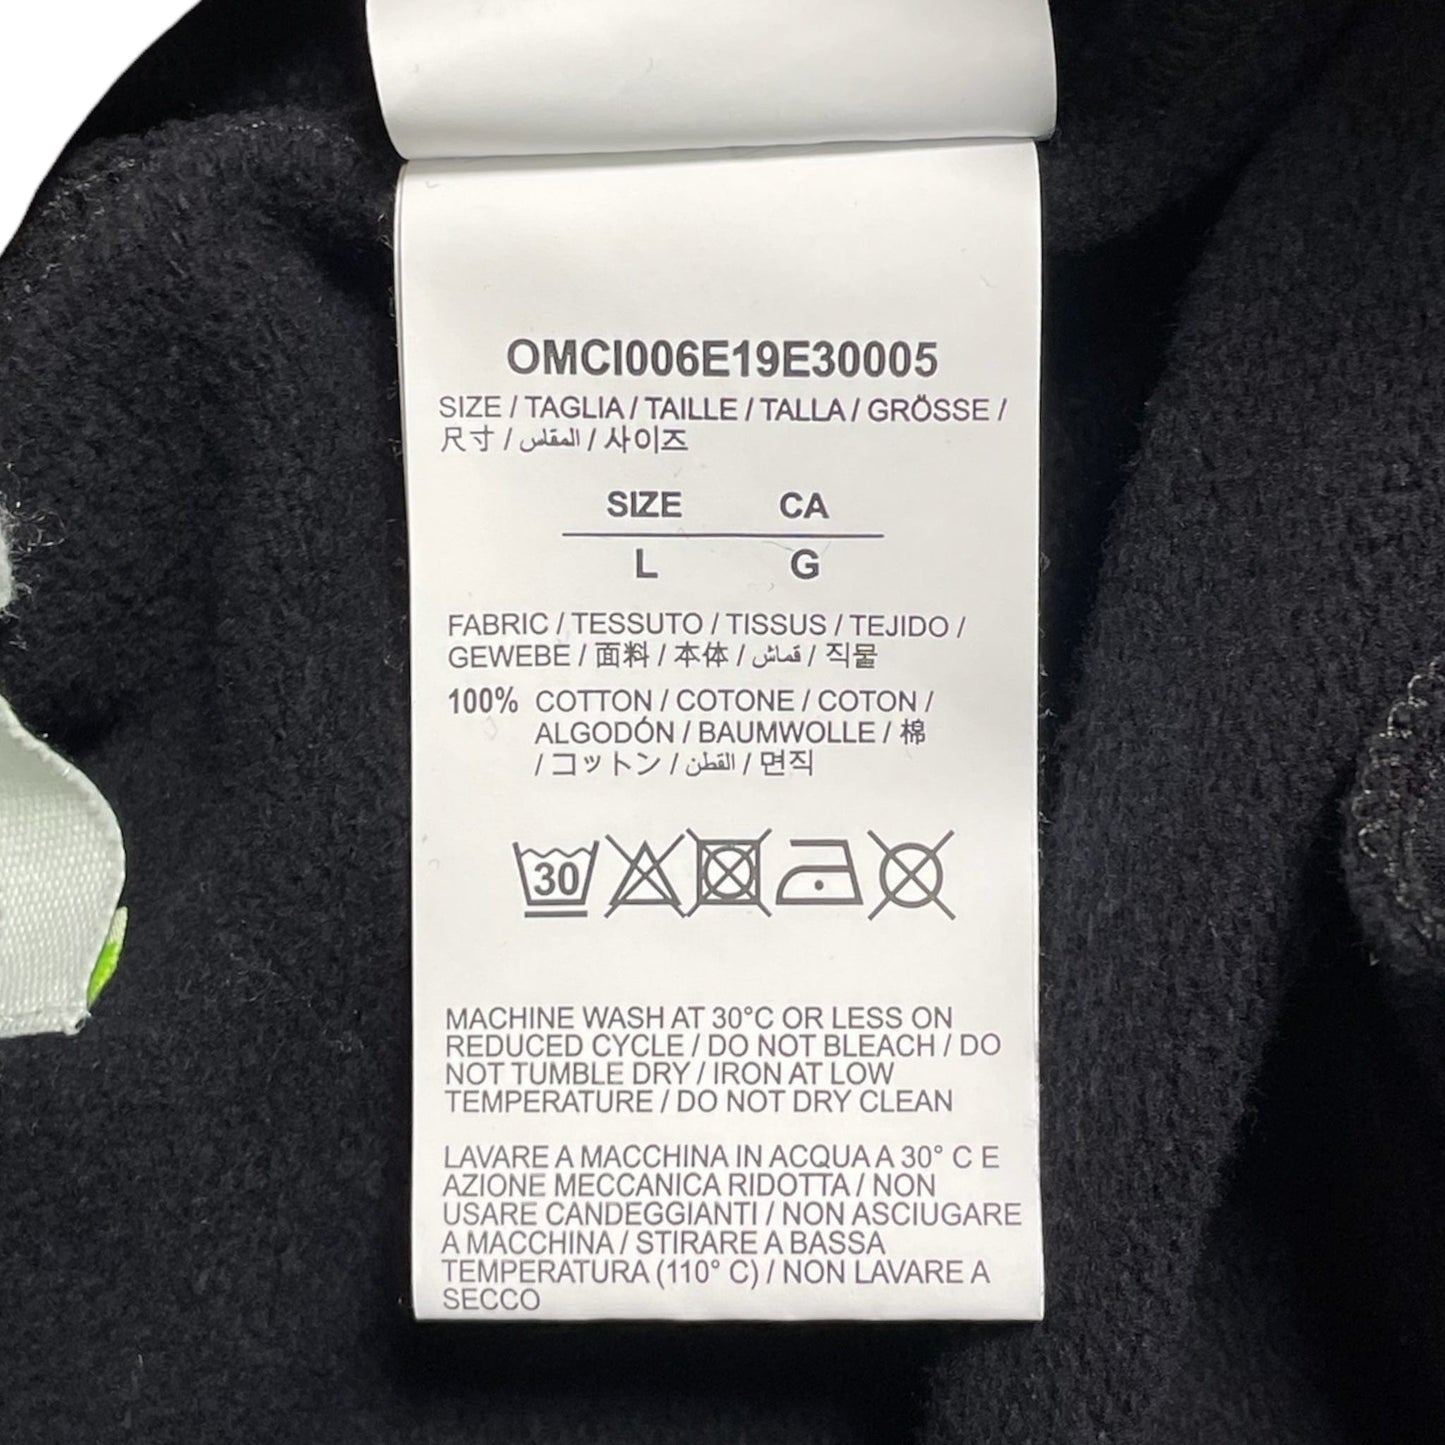 OMCI006E19E30005
SIZE / TAGLIA / TAILLE / TALLA / GRÖSSE /
尺寸 / المقاس / 사이즈
SIZE CA
L G
FABRIC / TESSUTO / TISSUS / TEJIDO /
GEWEBE / 面料 / 本体 / قماش / 직물
100% COTTON / COTONE / COTON /
ALGODÓN / BAUMWOLLE / 棉
/ コットン / القطن / 면직
30
MACHINE WASH AT 30°C OR LESS ON
REDUCED CYCLE / DO NOT BLEACH / DO
NOT TUMBLE DRY / IRON AT LOW
TEMPERATURE / DO NOT DRY CLEAN
LAVARE A MACCHINA IN ACQUA A 30° C E
AZIONE MECCANICA RIDOTTA / NON
USARE CANDEGGIANTI / NON ASCIUGARE
A MACCHINA / STIRARE A BASSA
TEMPERATURA (110° C) / NON LAVARE A
SECCO